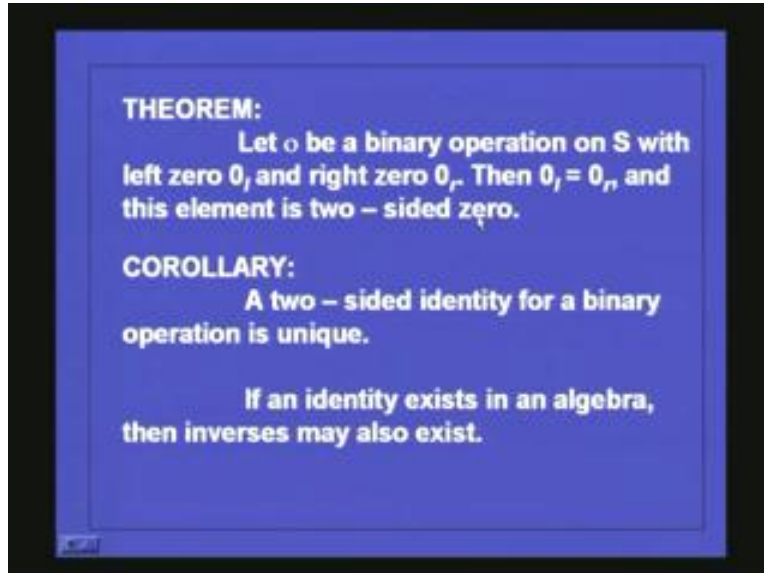 THEOREM:
Let o be a binary operation on S with
left zero 0l and right zero 0r. Then 0l = 0r, and
this element is two – sided zero.
COROLLARY:
A two – sided identity for a binary
operation is unique.
If an identity exists in an algebra,
then inverses may also exist.